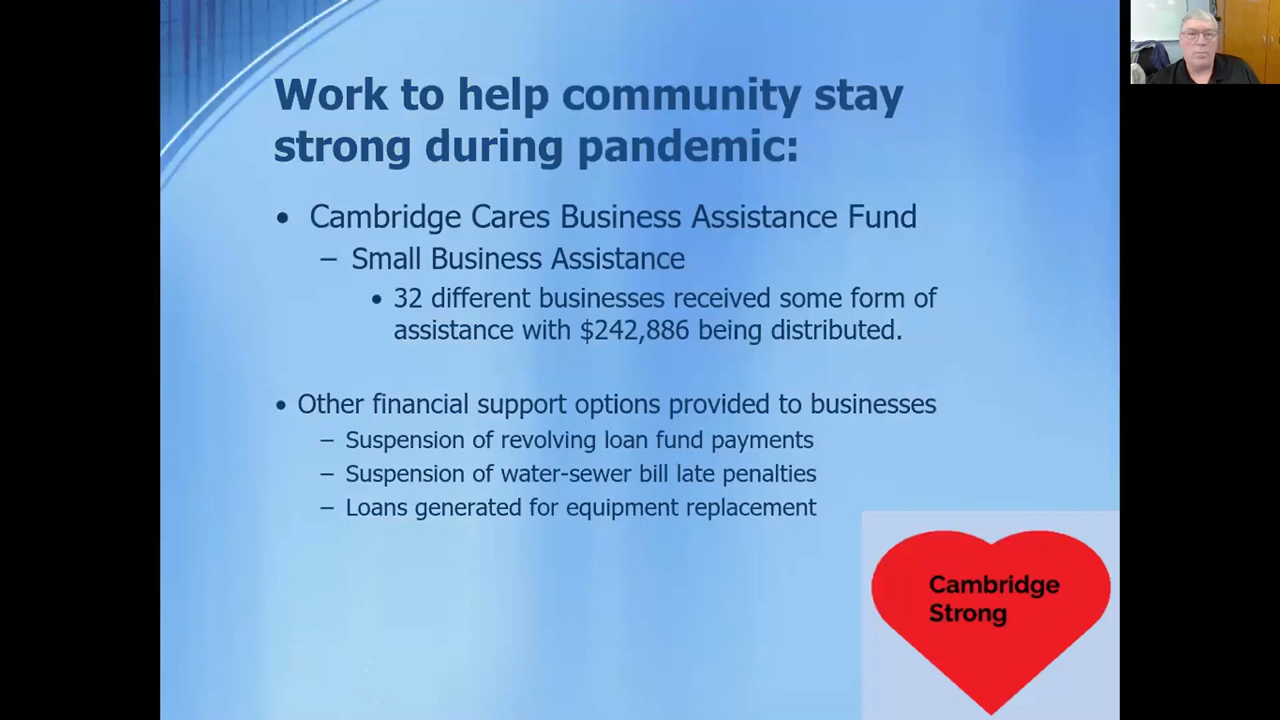 Work to help community stay
strong during pandemic:
• Cambridge Cares Business Assistance Fund
– Small Business Assistance
• 32 different businesses received some form of
assistance with $242,886 being distributed.
• Other financial support options provided to businesses
– Suspension of revolving loan fund payments
– Suspension of water-sewer bill late penalties
– Loans generated for equipment replacement
Cambridge
Strong